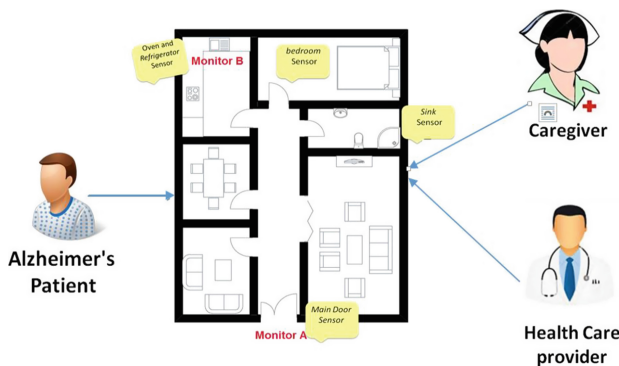 Oven and
Refrigerator
Sensor
Monitor B
bedroom
Sensor
Sink
Sensor
Caregiver
Alzheimer's
Patient
Main Door
Sensor
Monitor A
Health Care
provider